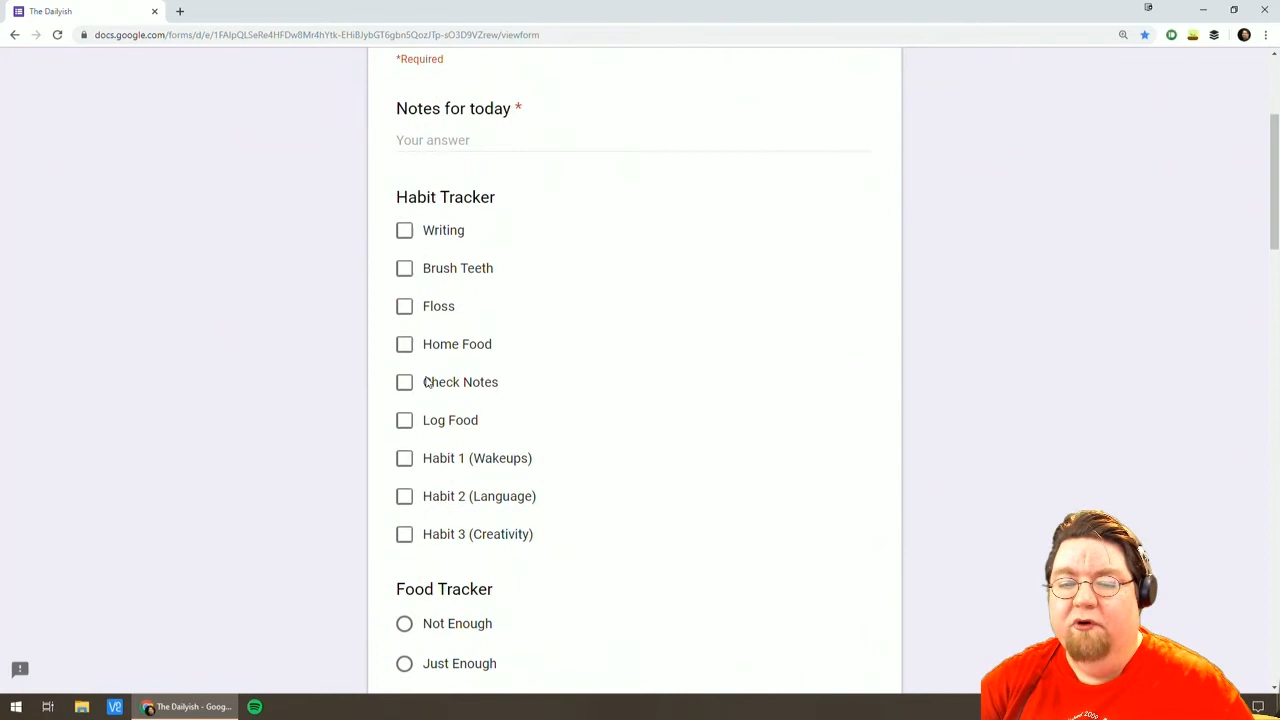 The Dailyish
docs.google.com/forms/d/e/1FAIpQLSeRe4HFDw8Mr4hYtk-EHiBJybGT6gbn5QozJTp-sO3D9VZrew/viewform
*Required
Notes for today *
Your answer
Habit Tracker
Writing
Brush Teeth
Floss
Home Food
Check Notes
Log Food
Habit 1 (Wakeups)
Habit 2 (Language)
Habit 3 (Creativity)
Food Tracker
Not Enough
Just Enough
The Dailyish - Goog...
2009